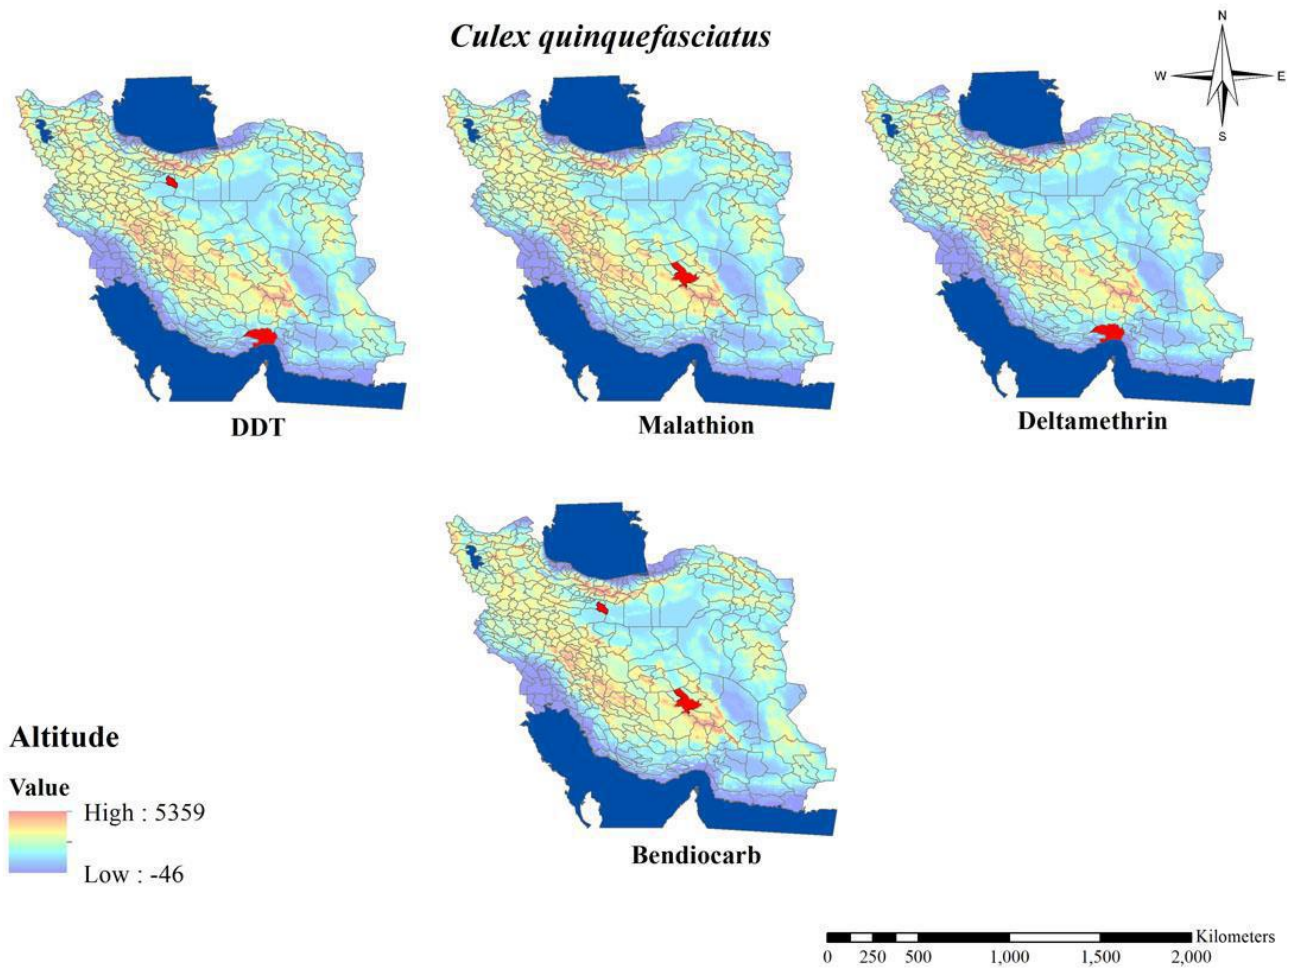 Culex quinquefasciatus
N
W E
S
DDT
Malathion
Deltamethrin
Bendiocarb
Altitude
Value
High : 5359
Low : -46
Kilometers
0 250 500 1,000 1,500 2,000